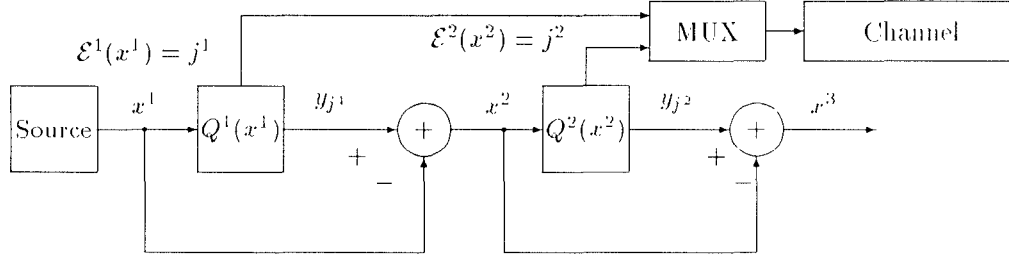 ℰ¹(x¹) = j¹
ℰ²(x²) = j²
MUX
Channel
Source
x¹
Q¹(x¹)
y_{j¹}
+
+
−
x²
Q²(x²)
y_{j²}
+
+
−
x³